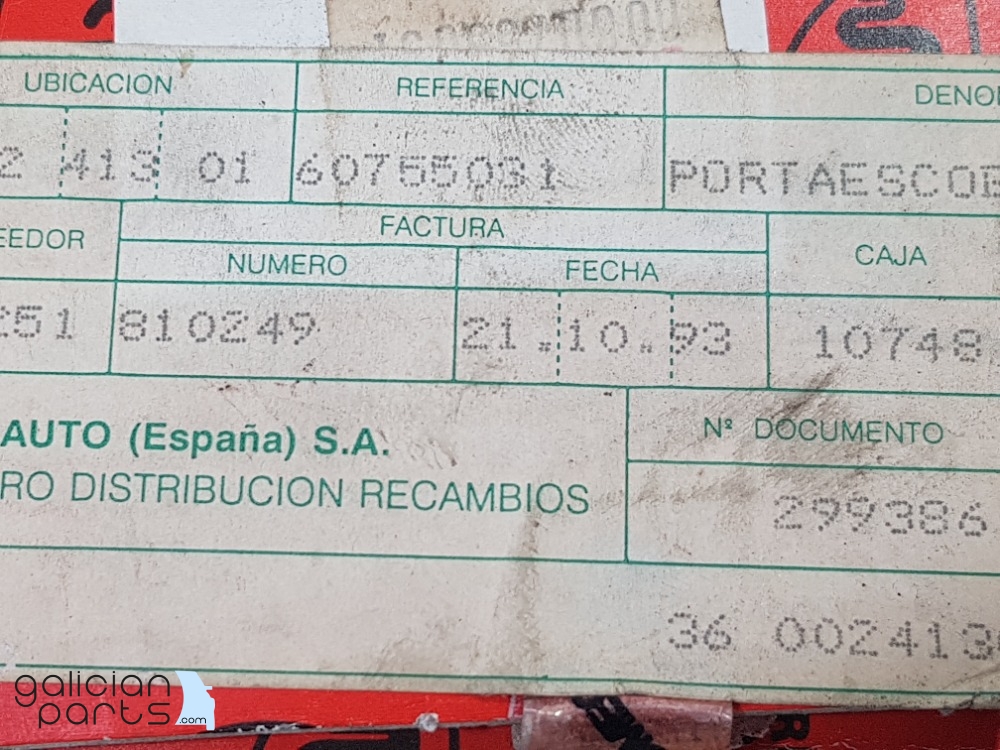 UBICACION REFERENCIA DENO
2 413 01 60755031 PORTAESCOB
EEDOR FACTURA CAJA
NUMERO FECHA
51 810249 21.10.93 10748
AUTO (España) S.A. Nº DOCUMENTO
RO DISTRIBUCION RECAMBIOS
299386
36 002413
galician
parts.com